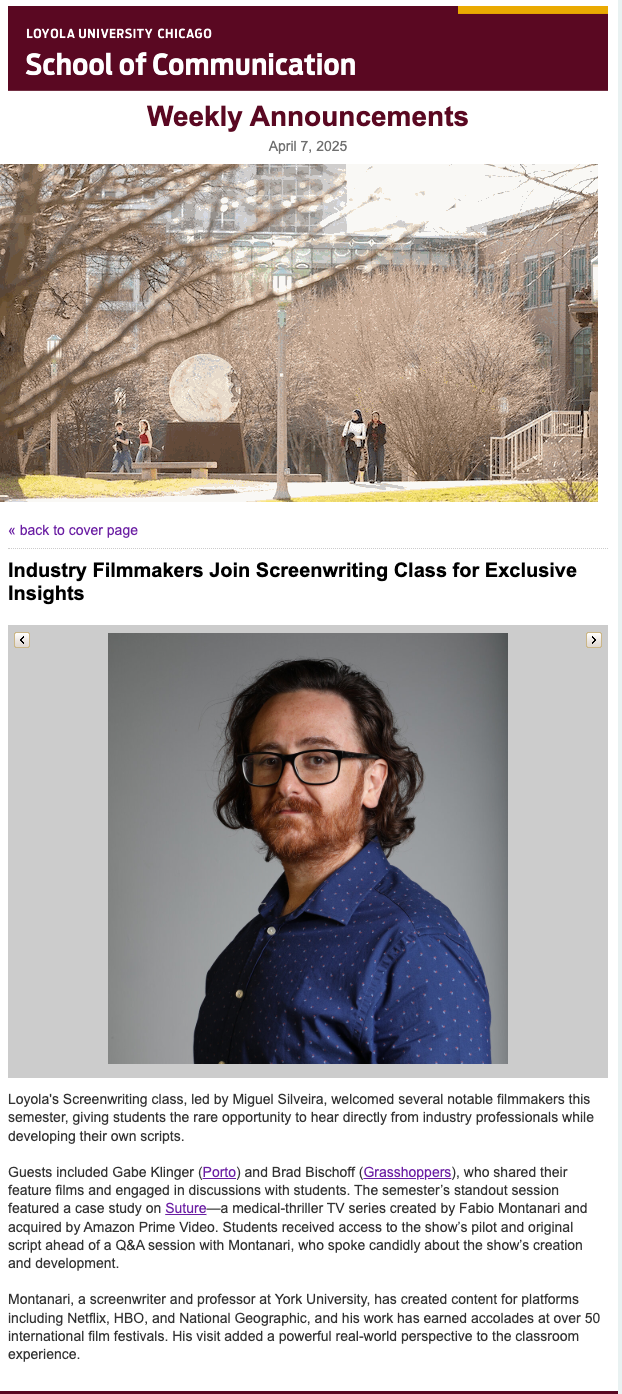 LOYOLA UNIVERSITY CHICAGO
School of Communication
Weekly Announcements
April 7, 2025
« back to cover page
Industry Filmmakers Join Screenwriting Class for Exclusive
Insights
Loyola's Screenwriting class, led by Miguel Silveira, welcomed several notable filmmakers this
semester, giving students the rare opportunity to hear directly from industry professionals while
developing their own scripts.
Guests included Gabe Klinger (Porto) and Brad Bischoff (Grasshoppers), who shared their
feature films and engaged in discussions with students. The semester’s standout session
featured a case study on Suture—a medical-thriller TV series created by Fabio Montanari and
acquired by Amazon Prime Video. Students received access to the show’s pilot and original
script ahead of a Q&A session with Montanari, who spoke candidly about the show’s creation
and development.
Montanari, a screenwriter and professor at York University, has created content for platforms
including Netflix, HBO, and National Geographic, and his work has earned accolades at over 50
international film festivals. His visit added a powerful real-world perspective to the classroom
experience.